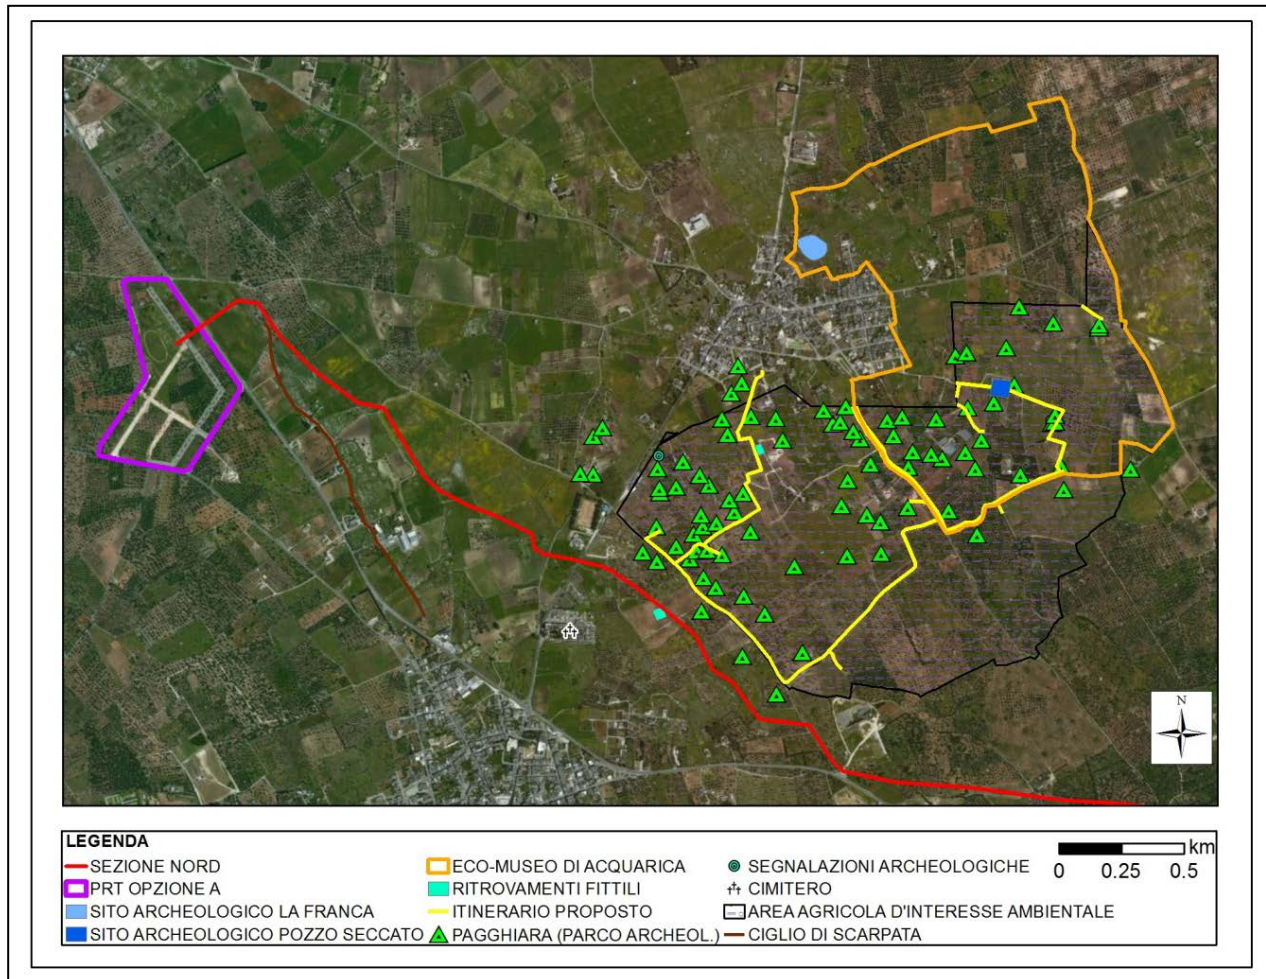 N
LEGENDA
SEZIONE NORD
PRT OPZIONE A
SITO ARCHEOLOGICO LA FRANCA
SITO ARCHEOLOGICO POZZO SECCATO
ECO-MUSEO DI ACQUARICA
RITROVAMENTI FITTILI
ITINERARIO PROPOSTO
PAGGHIARA (PARCO ARCHEOL.)
SEGNALAZIONI ARCHEOLOGICHE
CIMITERO
AREA AGRICOLA D'INTERESSE AMBIENTALE
CIGLIO DI SCARPATA
km
0 0.25 0.5